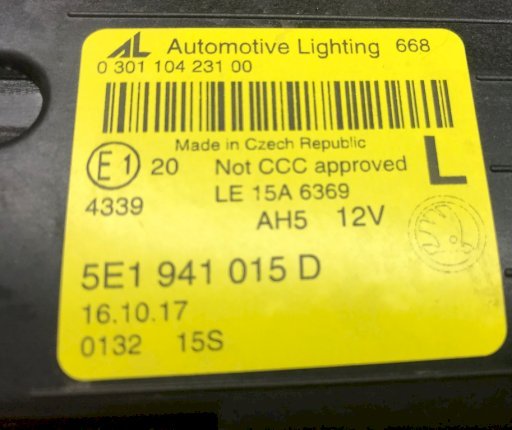 AL Automotive Lighting 668
0 301 104 231 00
Made in Czech Republic
E1 20 Not CCC approved L
4339 LE 15A 6369
AH5 12V
5E1 941 015 D
16.10.17
0132 15S